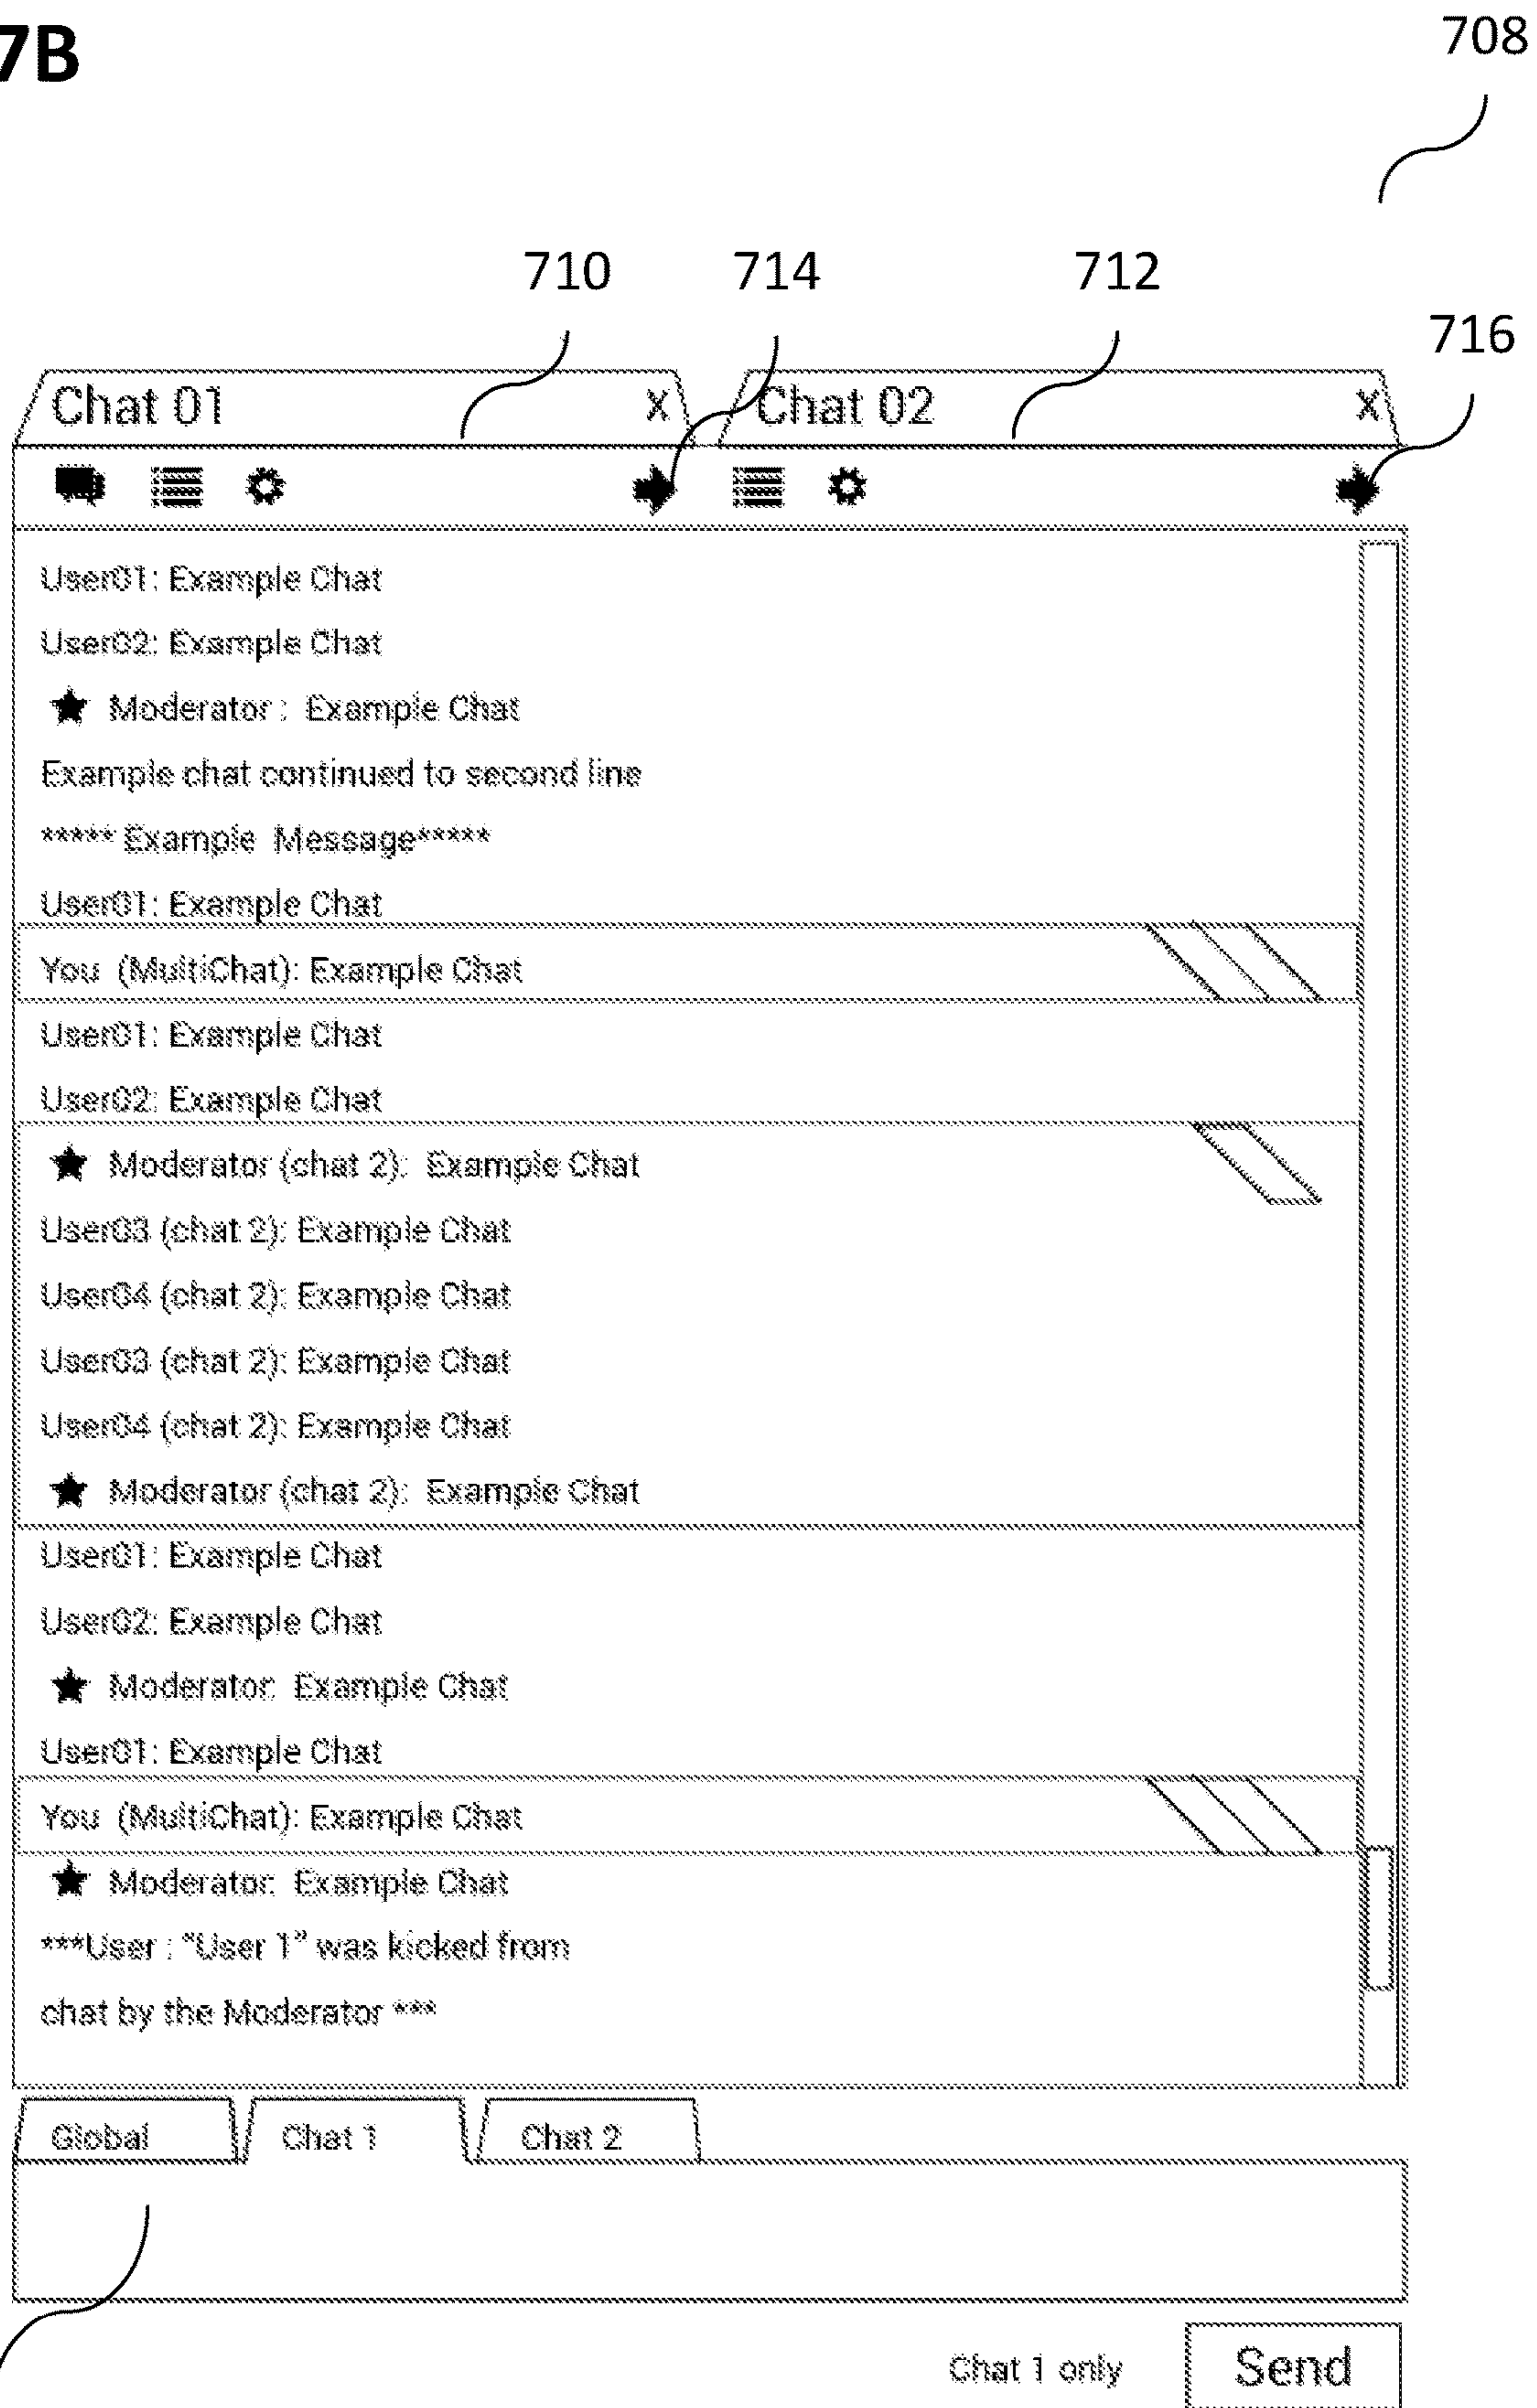 7B
708
710 714 712
716
Chat 01 X Chat 02 X
User01: Example Chat
User02: Example Chat
★ Moderator : Example Chat
Example chat continued to second line
***** Example Message*****
User01: Example Chat
You (MultiChat): Example Chat
User01: Example Chat
User02: Example Chat
★ Moderator (chat 2): Example Chat
User03 (chat 2): Example Chat
User04 (chat 2): Example Chat
User03 (chat 2): Example Chat
User04 (chat 2): Example Chat
★ Moderator (chat 2): Example Chat
User01: Example Chat
User02: Example Chat
★ Moderator: Example Chat
User01: Example Chat
You (MultiChat): Example Chat
★ Moderator: Example Chat
***User : "User 1" was kicked from
chat by the Moderator ***
Global Chat 1 Chat 2
Chat 1 only Send